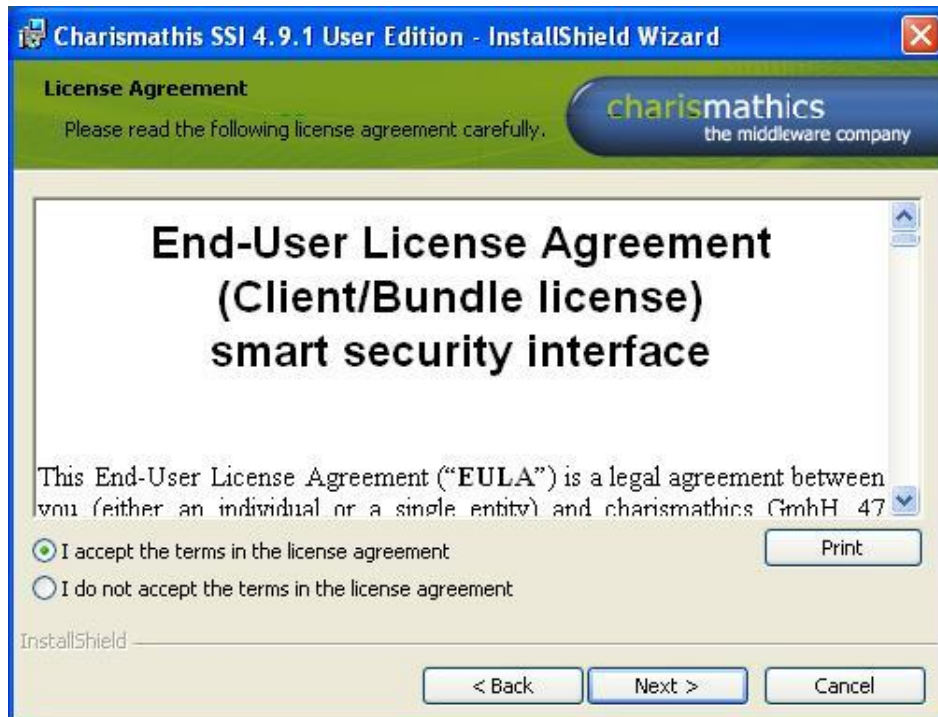 Charismathis SSI 4.9.1 User Edition - InstallShield Wizard
License Agreement
Please read the following license agreement carefully.
charismathics
the middleware company
End-User License Agreement
(Client/Bundle license)
smart security interface
This End-User License Agreement (“EULA”) is a legal agreement between
you (either an individual or a single entity) and charismathics GmbH 47
I accept the terms in the license agreement
Print
I do not accept the terms in the license agreement
InstallShield
< Back
Next >
Cancel